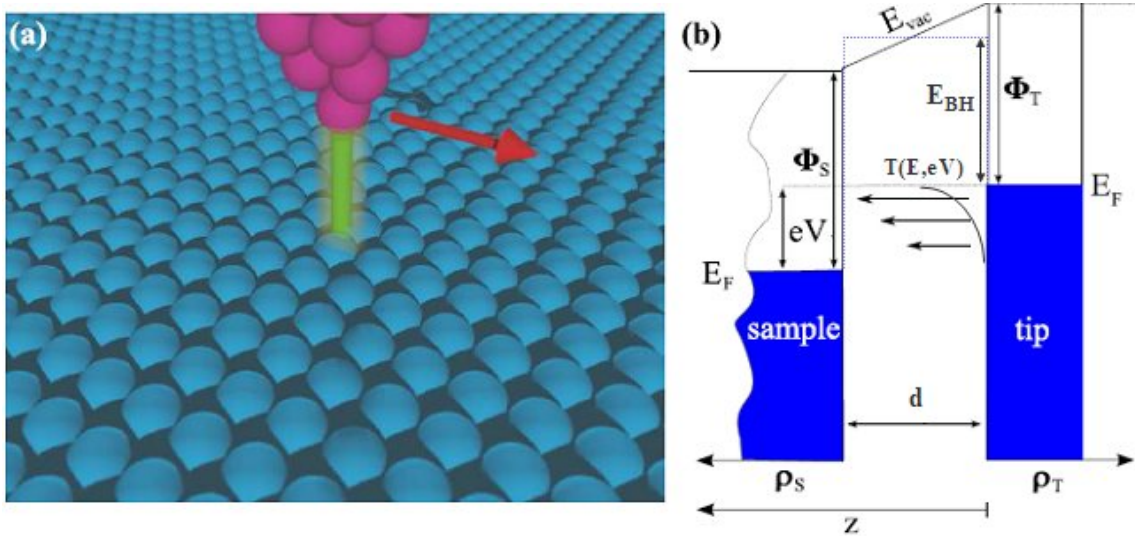 (a)
(b)
E_vac
E_BH
Φ_T
Φ_S
T(E,eV)
E_F
eV
E_F
sample
tip
d
ρ_S
ρ_T
z